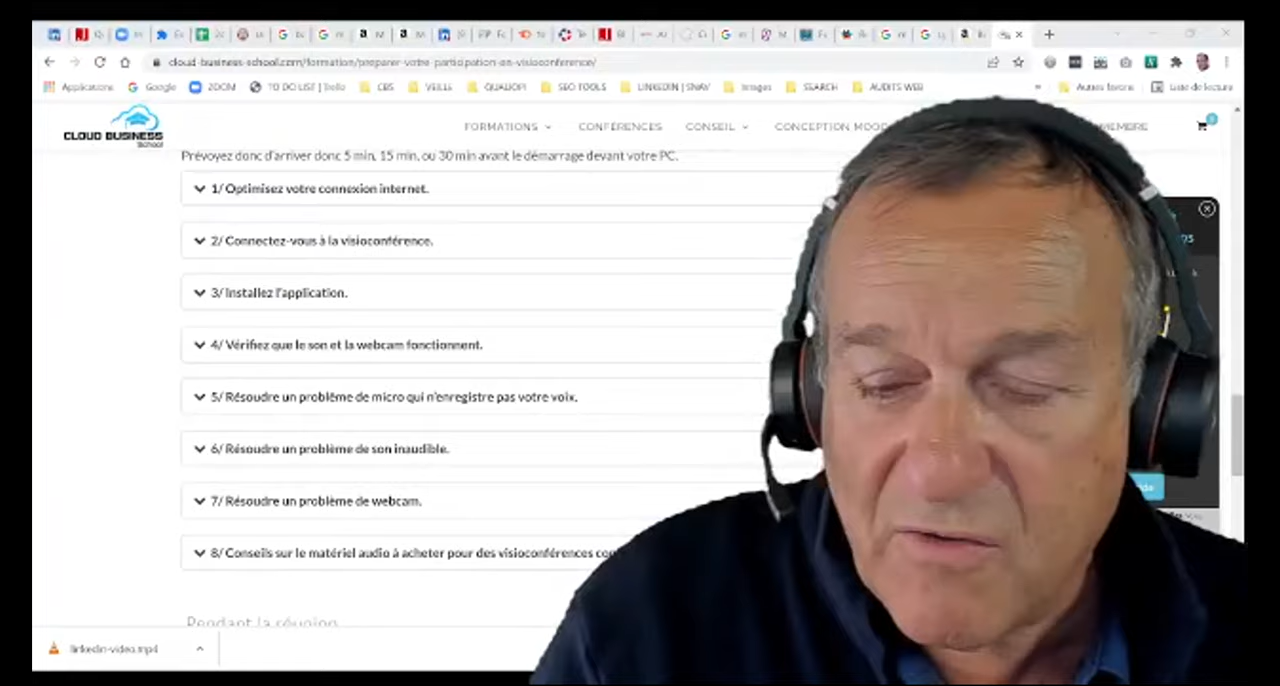 cloud-business-school.com/formation/preparer-votre-participation-en-visioconference/
Applications Google ZOOM TO DO LIST | Trello CBS VEILLE QUALIOPI SEO TOOLS LINKEDIN | SNAV Images SEARCH AUDITS WEB » Autres favoris Liste de lecture
CLOUD BUSINESS
School
FORMATIONS CONFÉRENCES CONSEIL CONCEPTION MOO MEMBRE
Prévoyez donc d'arriver donc 5 min, 15 min, ou 30 min avant le démarrage devant votre PC.
1/ Optimisez votre connexion internet.
2/ Connectez-vous à la visioconférence.
3/ Installez l'application.
4/ Vérifiez que le son et la webcam fonctionnent.
5/ Résoudre un problème de micro qui n'enregistre pas votre voix.
6/ Résoudre un problème de son inaudible.
7/ Résoudre un problème de webcam.
8/ Conseils sur le matériel audio à acheter pour des visioconférences
Pendant la réunion
linkedin-video.mp4